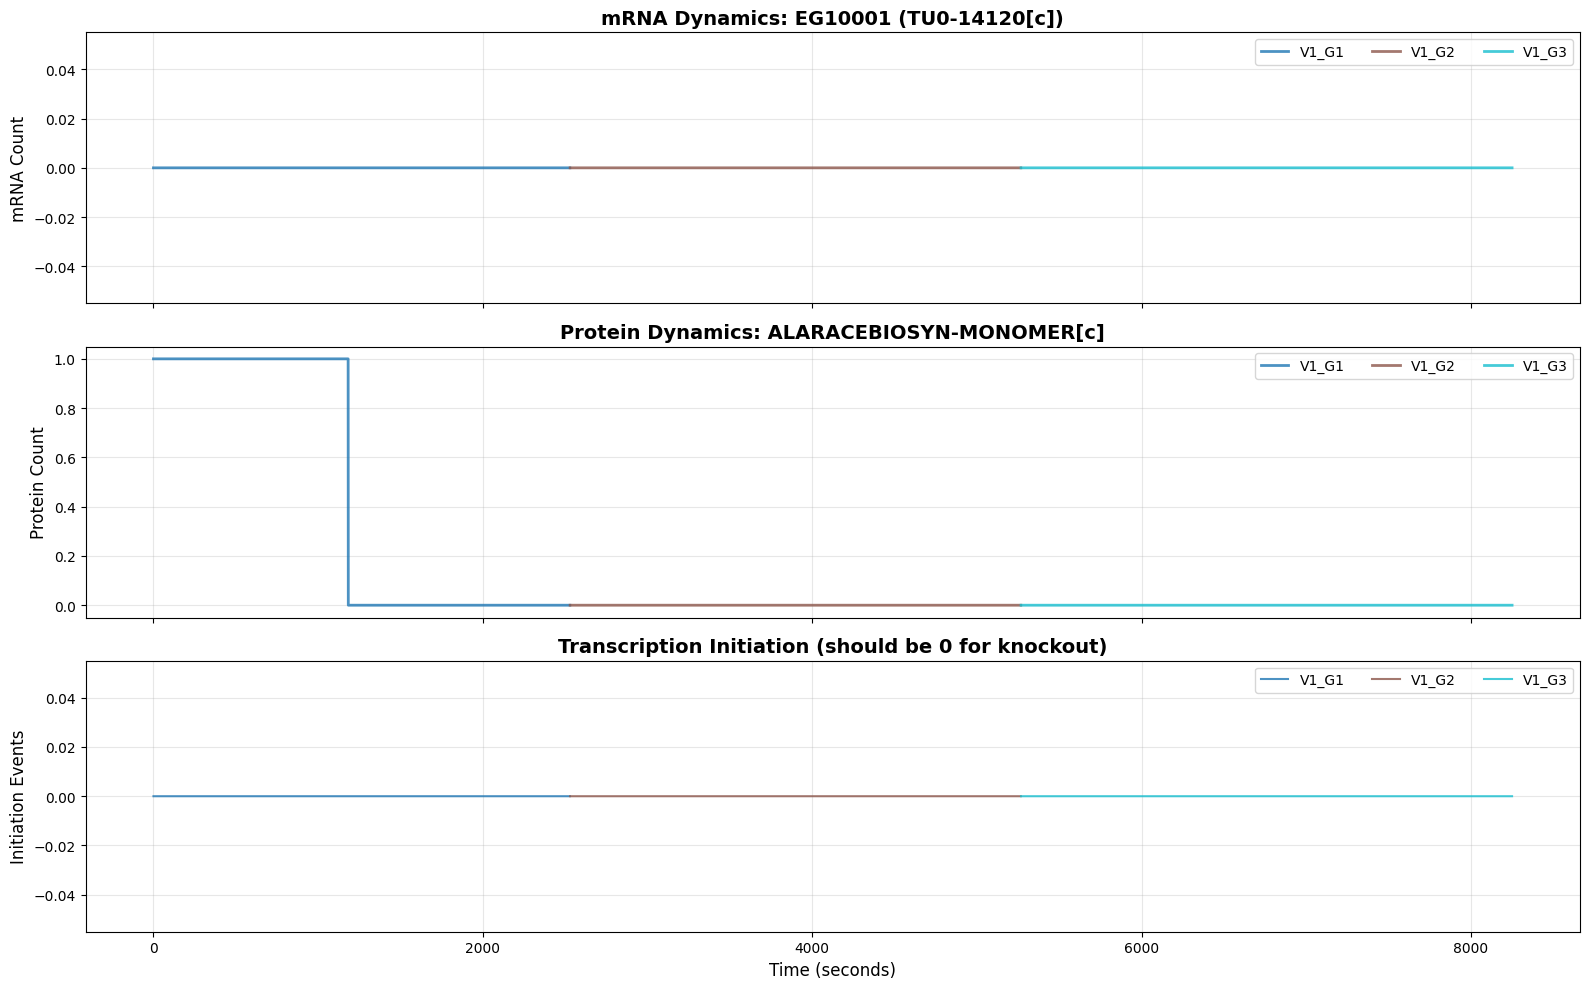 mRNA Dynamics: EG10001 (TU0-14120[c])
V1_G1 V1_G2 V1_G3
mRNA Count
0.04
0.02
0.00
−0.02
−0.04
Protein Dynamics: ALARACEBIOSYN-MONOMER[c]
V1_G1 V1_G2 V1_G3
Protein Count
1.0
0.8
0.6
0.4
0.2
0.0
Transcription Initiation (should be 0 for knockout)
V1_G1 V1_G2 V1_G3
Initiation Events
0.04
0.02
0.00
−0.02
−0.04
0 2000 4000 6000 8000
Time (seconds)